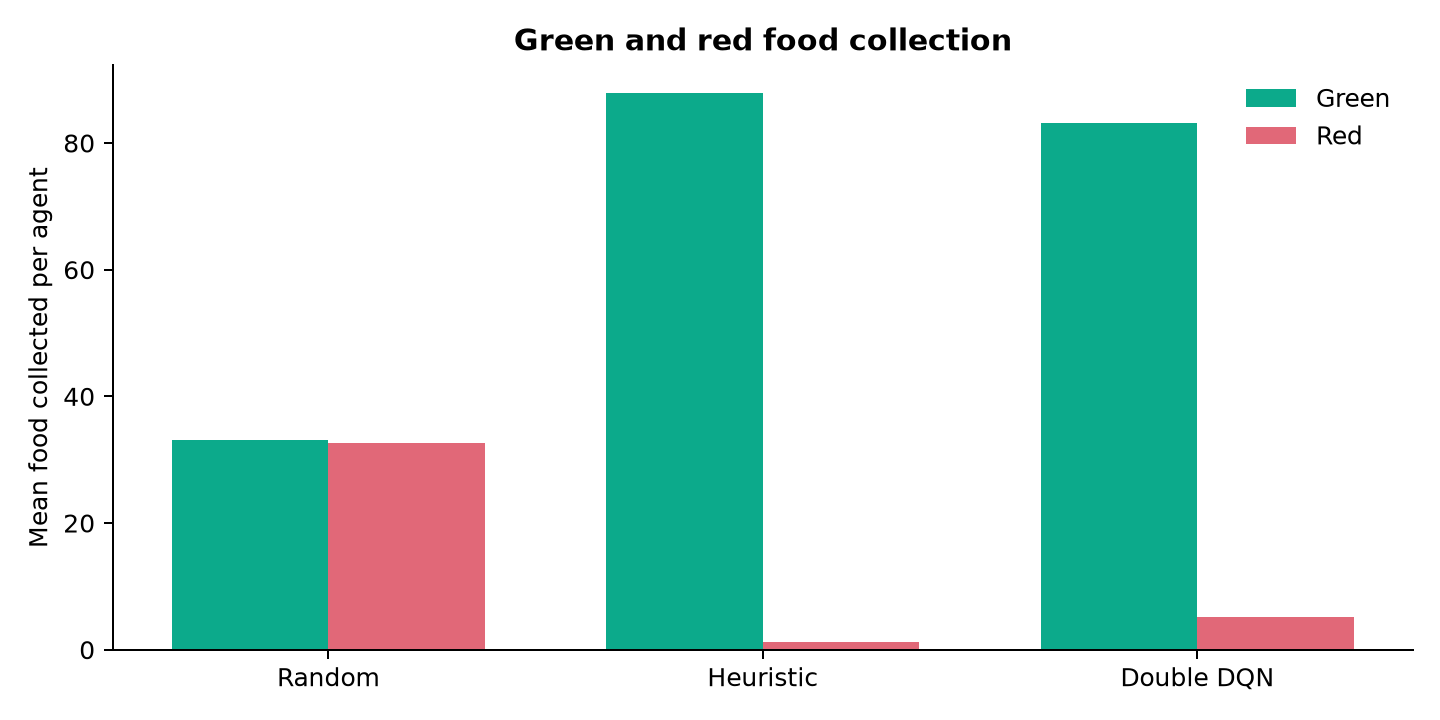 Green and red food collection
Mean food collected per agent
80
60
40
20
0
Green
Red
Random
Heuristic
Double DQN